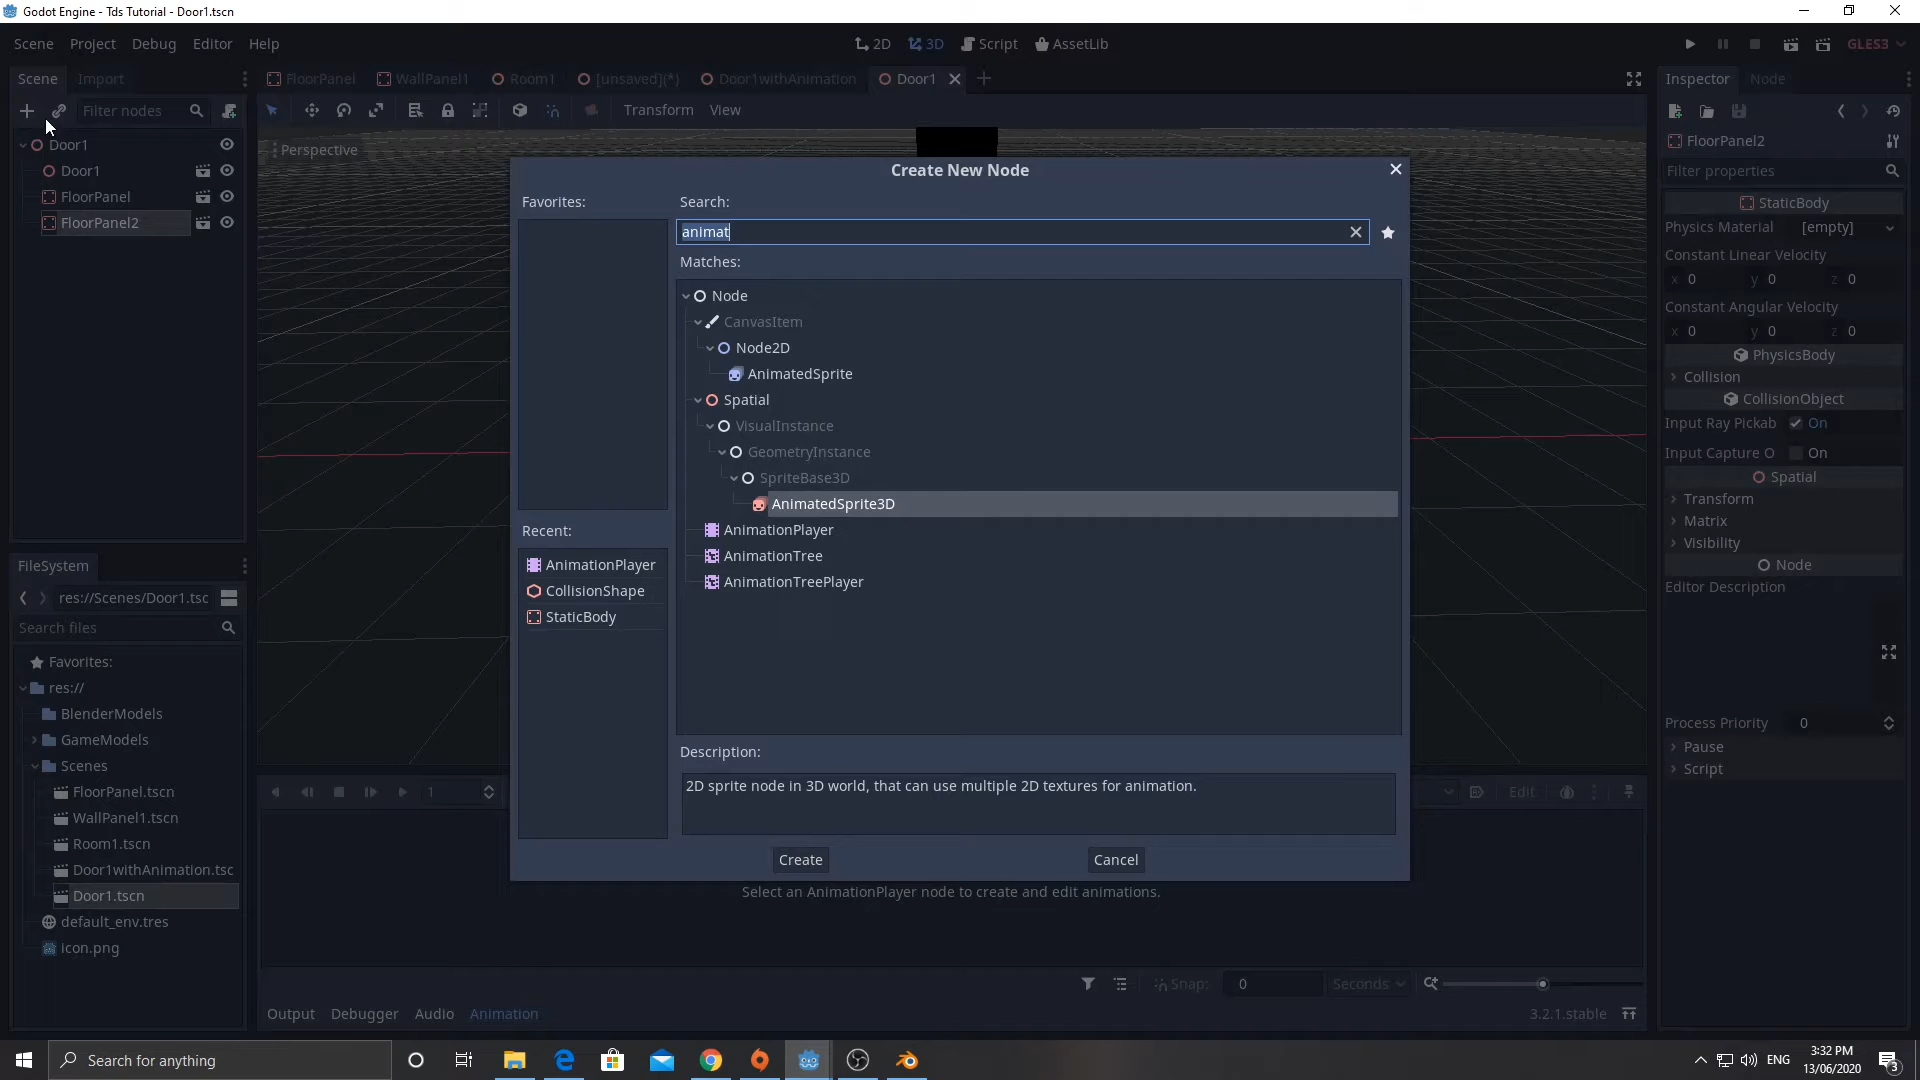 Godot Engine - Tds Tutorial - Door1.tscn
Scene Project Debug Editor Help
2D 3D Script AssetLib
GLES3
Scene Import
FloorPanel WallPanel1 Room1 [unsaved](*) Door1withAnimation Door1
Inspector Node
Filter nodes
Transform View
Perspective
Door1
Door1
FloorPanel
FloorPanel2
FloorPanel2
Filter properties
StaticBody
Physics Material [empty]
Constant Linear Velocity
x 0 y 0 z 0
Constant Angular Velocity
x 0 y 0 z 0
PhysicsBody
Collision
CollisionObject
Input Ray Pickab On
Input Capture O On
Spatial
Transform
Matrix
Visibility
Node
Editor Description
Process Priority 0
Pause
Script
Create New Node
Favorites:
Search:
animat
Matches:
Node
CanvasItem
Node2D
AnimatedSprite
Spatial
VisualInstance
GeometryInstance
SpriteBase3D
AnimatedSprite3D
AnimationPlayer
AnimationTree
AnimationTreePlayer
Recent:
AnimationPlayer
CollisionShape
StaticBody
Description:
2D sprite node in 3D world, that can use multiple 2D textures for animation.
Create Cancel
FileSystem
res://Scenes/Door1.tsc
Search files
Favorites:
res://
BlenderModels
GameModels
Scenes
FloorPanel.tscn
WallPanel1.tscn
Room1.tscn
Door1withAnimation.tsc
Door1.tscn
default_env.tres
icon.png
1
Edit
Select an AnimationPlayer node to create and edit animations.
Snap: 0 Seconds
Output Debugger Audio Animation
3.2.1.stable
Search for anything
ENG
3:32 PM
13/06/2020
3